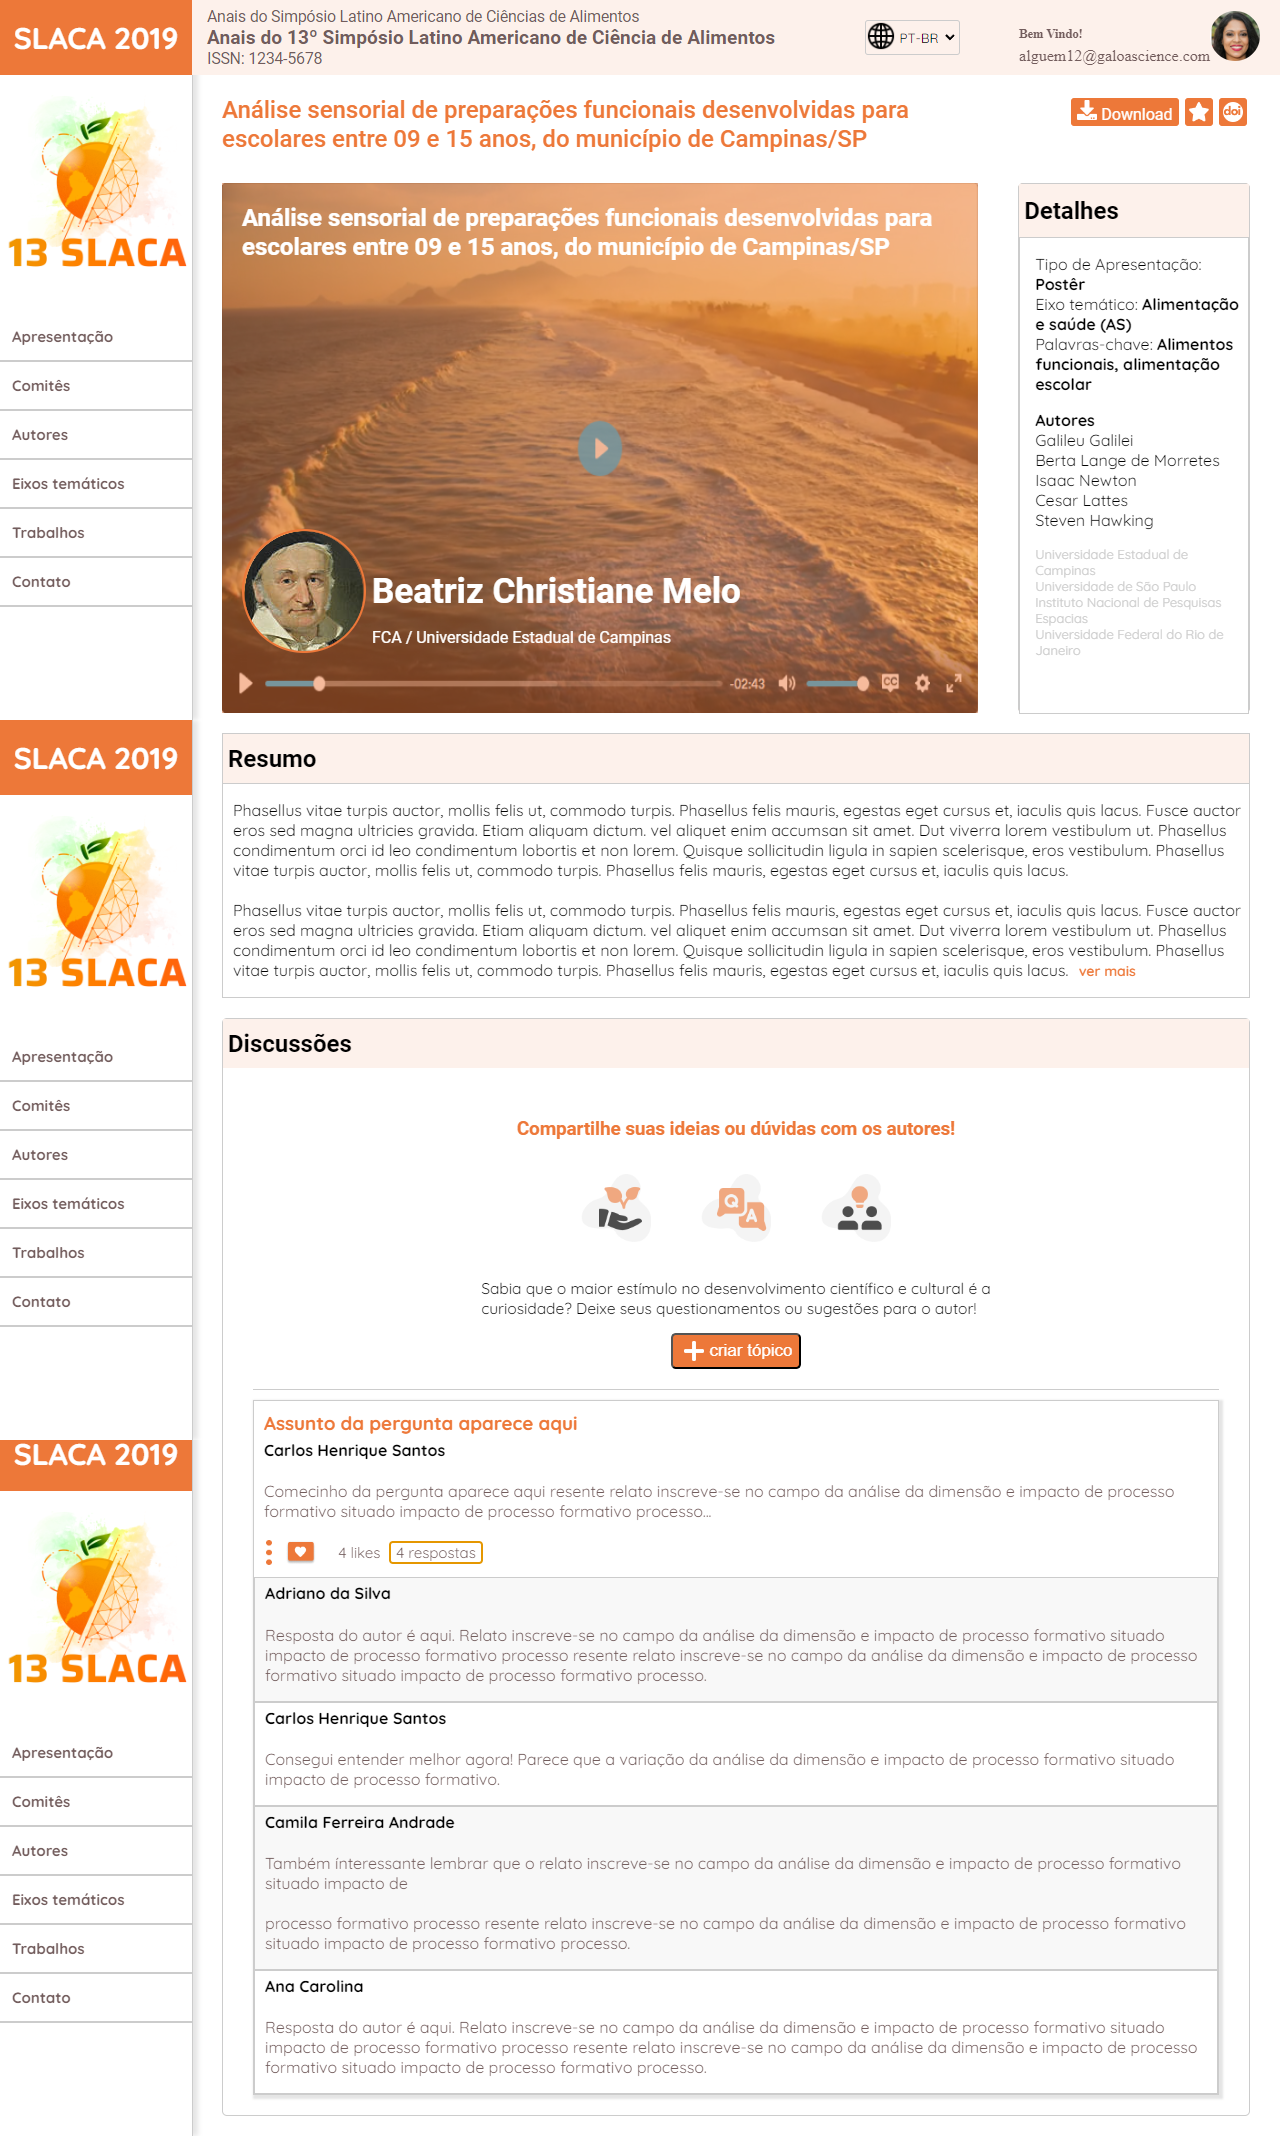 SLACA 2019
Anais do Simpósio Latino Americano de Ciências de Alimentos
Anais do 13º Simpósio Latino Americano de Ciência de Alimentos
ISSN: 1234-5678
PT-BR
Bem Vindo!
alguem12@galoascience.com
13 SLACA
Apresentação
Comitês
Autores
Eixos temáticos
Trabalhos
Contato
Análise sensorial de preparações funcionais desenvolvidas para
escolares entre 09 e 15 anos, do município de Campinas/SP
Download
doi
Análise sensorial de preparações funcionais desenvolvidas para
escolares entre 09 e 15 anos, do município de Campinas/SP
Beatriz Christiane Melo
FCA / Universidade Estadual de Campinas
-02:43
CC
Detalhes
Tipo de Apresentação:
Postêr
Eixo temático: Alimentação
e saúde (AS)
Palavras-chave: Alimentos
funcionais, alimentação
escolar
Autores
Galileu Galilei
Berta Lange de Morretes
Isaac Newton
Cesar Lattes
Steven Hawking
Universidade Estadual de
Campinas
Universidade de São Paulo
Instituto Nacional de Pesquisas
Espacias
Universidade Federal do Rio de
Janeiro
SLACA 2019
13 SLACA
Apresentação
Comitês
Autores
Eixos temáticos
Trabalhos
Contato
Resumo
Phasellus vitae turpis auctor, mollis felis ut, commodo turpis. Phasellus felis mauris, egestas eget cursus et, iaculis quis lacus. Fusce auctor
eros sed magna ultricies gravida. Etiam aliquam dictum. vel aliquet enim accumsan sit amet. Dut viverra lorem vestibulum ut. Phasellus
condimentum orci id leo condimentum lobortis et non lorem. Quisque sollicitudin ligula in sapien scelerisque, eros vestibulum. Phasellus
vitae turpis auctor, mollis felis ut, commodo turpis. Phasellus felis mauris, egestas eget cursus et, iaculis quis lacus.
Phasellus vitae turpis auctor, mollis felis ut, commodo turpis. Phasellus felis mauris, egestas eget cursus et, iaculis quis lacus. Fusce auctor
eros sed magna ultricies gravida. Etiam aliquam dictum. vel aliquet enim accumsan sit amet. Dut viverra lorem vestibulum ut. Phasellus
condimentum orci id leo condimentum lobortis et non lorem. Quisque sollicitudin ligula in sapien scelerisque, eros vestibulum. Phasellus
vitae turpis auctor, mollis felis ut, commodo turpis. Phasellus felis mauris, egestas eget cursus et, iaculis quis lacus. ver mais
Discussões
Compartilhe suas ideias ou dúvidas com os autores!
Q
A
Sabia que o maior estímulo no desenvolvimento científico e cultural é a
curiosidade? Deixe seus questionamentos ou sugestões para o autor!
criar tópico
SLACA 2019
13 SLACA
Apresentação
Comitês
Autores
Eixos temáticos
Trabalhos
Contato
Assunto da pergunta aparece aqui
Carlos Henrique Santos
Comecinho da pergunta aparece aqui resente relato inscreve-se no campo da análise da dimensão e impacto de processo
formativo situado impacto de processo formativo processo...
4 likes
4 respostas
Adriano da Silva
Resposta do autor é aqui. Relato inscreve-se no campo da análise da dimensão e impacto de processo formativo situado
impacto de processo formativo processo resente relato inscreve-se no campo da análise da dimensão e impacto de processo
formativo situado impacto de processo formativo processo.
Carlos Henrique Santos
Consegui entender melhor agora! Parece que a variação da análise da dimensão e impacto de processo formativo situado
impacto de processo formativo.
Camila Ferreira Andrade
Também ínteressante lembrar que o relato inscreve-se no campo da análise da dimensão e impacto de processo formativo
situado impacto de
processo formativo processo resente relato inscreve-se no campo da análise da dimensão e impacto de processo formativo
situado impacto de processo formativo processo.
Ana Carolina
Resposta do autor é aqui. Relato inscreve-se no campo da análise da dimensão e impacto de processo formativo situado
impacto de processo formativo processo resente relato inscreve-se no campo da análise da dimensão e impacto de processo
formativo situado impacto de processo formativo processo.